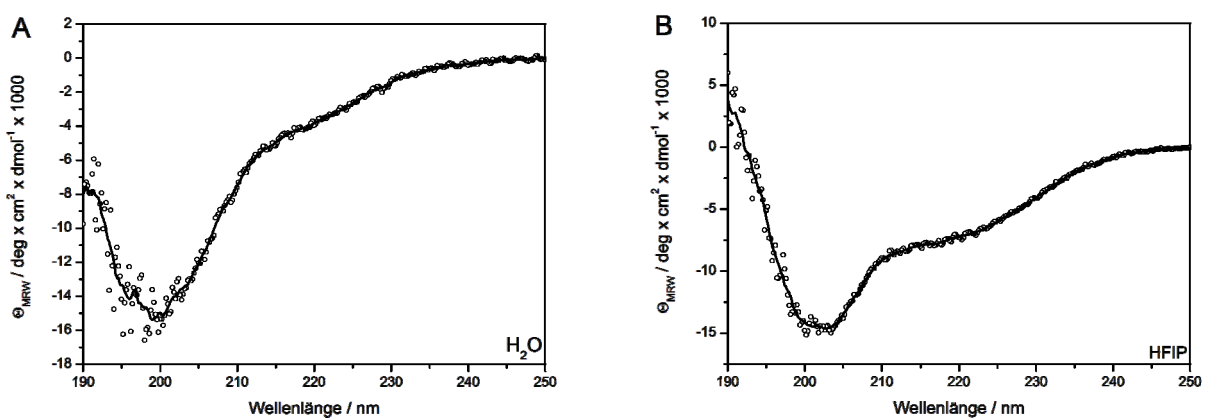 A
2
0
-2
-4
-6
-8
-10
-12
-14
-16
-18
Θ_MRW / deg x cm² x dmol⁻¹ x 1000
H₂O
190 200 210 220 230 240 250
Wellenlänge / nm
B
10
5
0
-5
-10
-15
Θ_MRW / deg x cm² x dmol⁻¹ x 1000
HFIP
190 200 210 220 230 240 250
Wellenlänge / nm